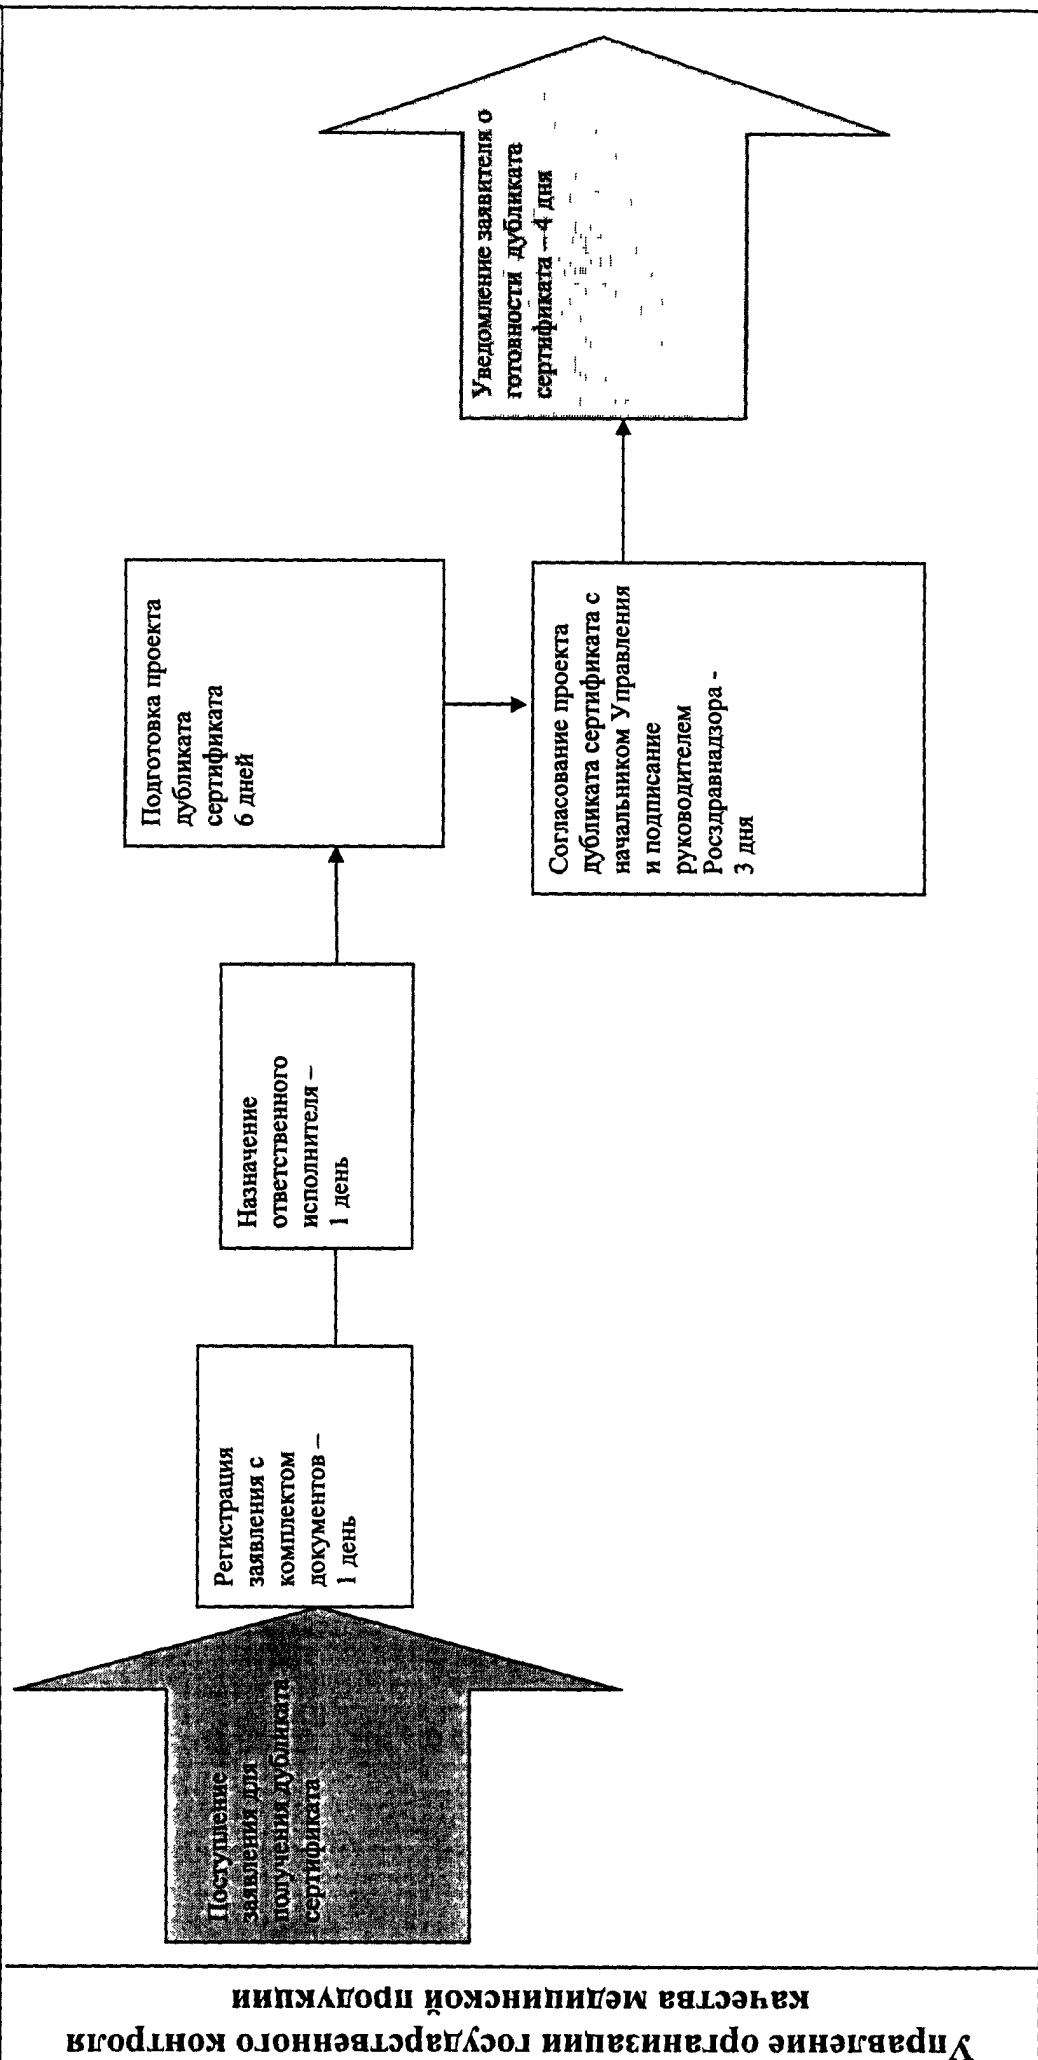 Управление организации государственного контроля
качества медицинской продукции
Поступление
заявления для
получения дубликата
сертификата
Регистрация
заявления с
комплектом
документов –
1 день
Назначение
ответственного
исполнителя –
1 день
Подготовка проекта
дубликата
сертификата
6 дней
Согласование проекта
дубликата сертификата с
начальником Управления
и подписание
руководителем
Росздравнадзора -
3 дня
Уведомление заявителя о
готовности дубликата
сертификата – 4 дня